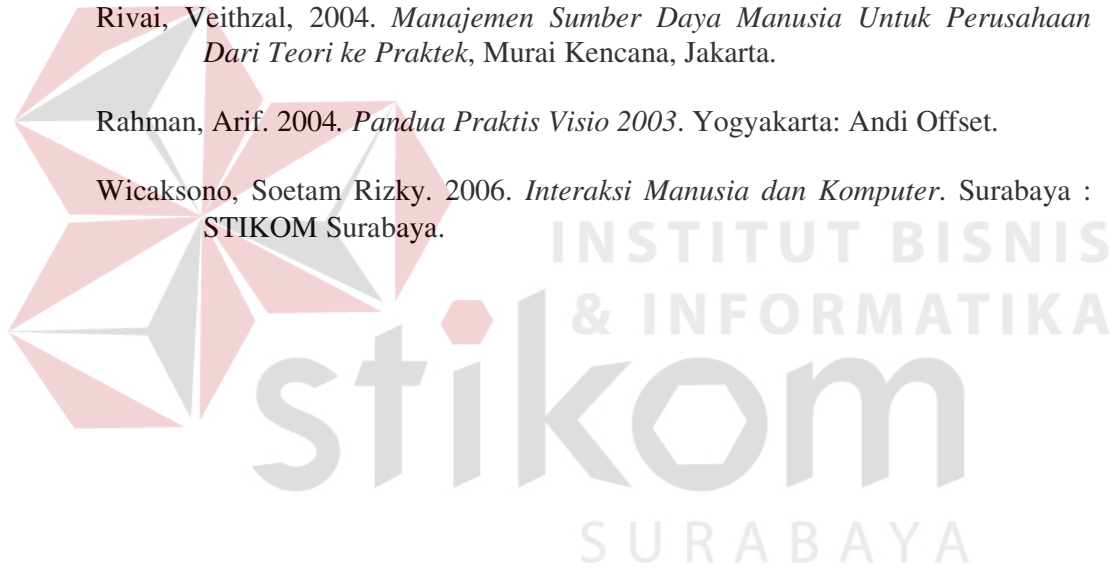 Rivai, Veithzal, 2004. Manajemen Sumber Daya Manusia Untuk Perusahaan
Dari Teori ke Praktek, Murai Kencana, Jakarta.
Rahman, Arif. 2004. Pandua Praktis Visio 2003. Yogyakarta: Andi Offset.
Wicaksono, Soetam Rizky. 2006. Interaksi Manusia dan Komputer. Surabaya :
STIKOM Surabaya.
INSTITUT BISNIS
& INFORMATIKA
stikom
SURABAYA